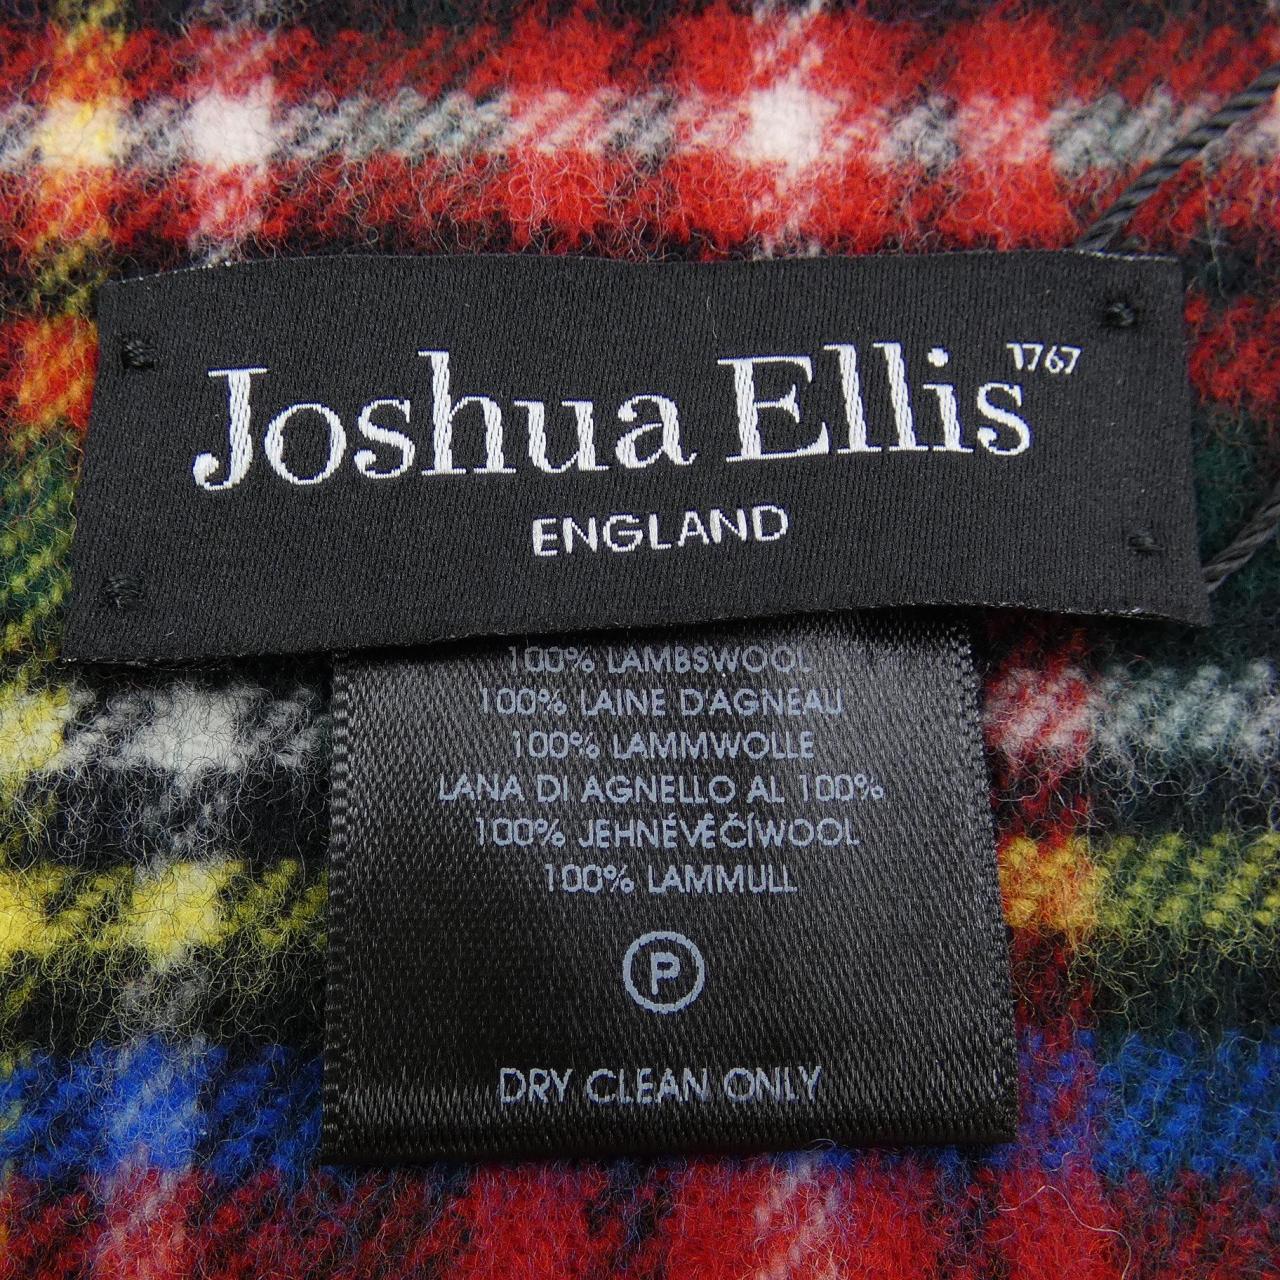 Joshua Ellis 1767
ENGLAND
100% LAMBSWOOL
100% LAINE D'AGNEAU
100% LAMMWOLLE
LANA DI AGNELLO AL 100%
100% JEHNÉVĚČÍWOOL
100% LAMMULL
P
DRY CLEAN ONLY